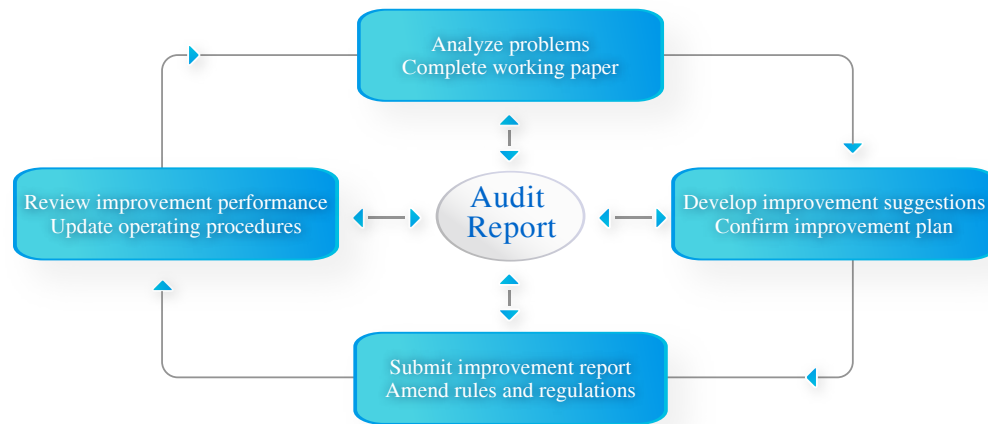 Analyze problems
Complete working paper
Review improvement performance
Update operating procedures
Audit
Report
Develop improvement suggestions
Confirm improvement plan
Submit improvement report
Amend rules and regulations